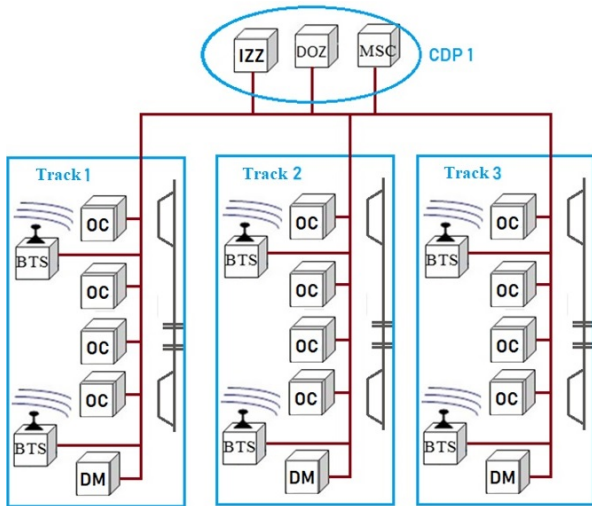 IZZ DOZ MSC CDP 1
Track 1
OC
BTS
OC
OC
OC
BTS
DM
Track 2
OC
BTS
OC
OC
OC
BTS
DM
Track 3
OC
BTS
OC
OC
OC
BTS
DM